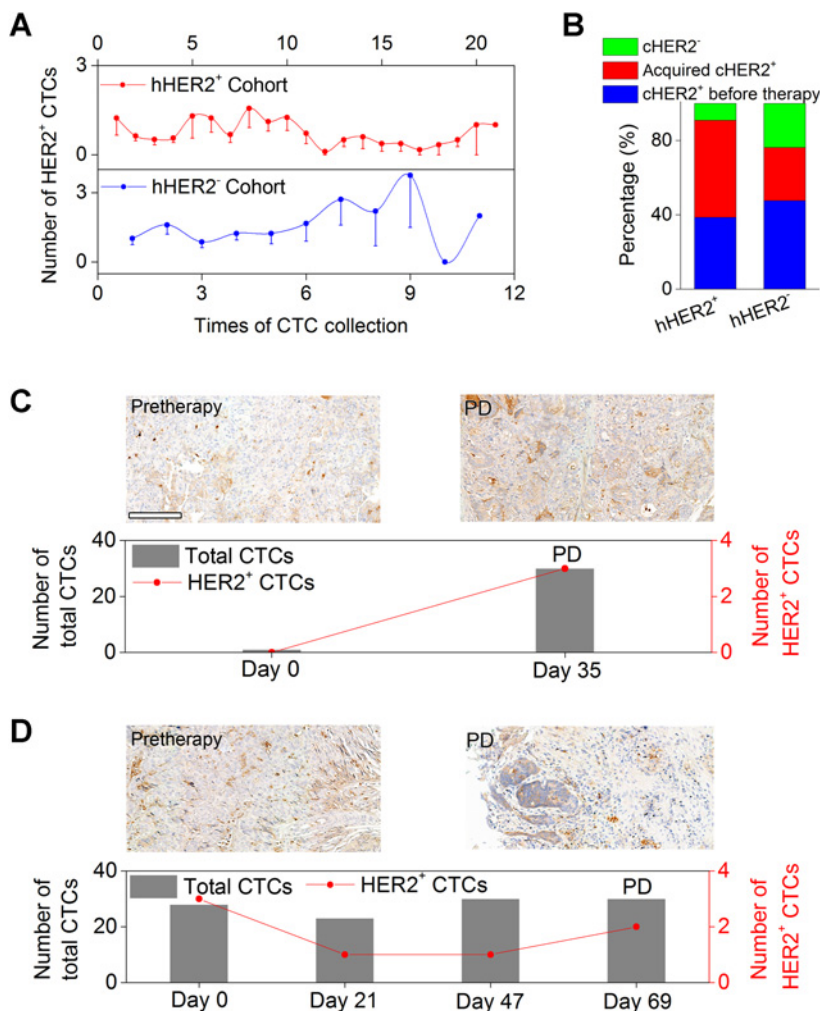 A
0 5 10 15 20
3
hHER2⁺ Cohort
0
3
hHER2⁻ Cohort
0
0 3 6 9 12
Number of HER2⁺ CTCs
Times of CTC collection
B
cHER2⁻
Acquired cHER2⁺
cHER2⁺ before therapy
80
40
0
Percentage (%)
hHER2⁺ hHER2⁻
C
Pretherapy PD
40 4
Total CTCs PD
HER2⁺ CTCs
20 2
0 0
Number of
total CTCs
Number of
HER2⁺ CTCs
Day 0 Day 35
D
Pretherapy PD
40 4
Total CTCs HER2⁺ CTCs PD
20 2
0 0
Number of
total CTCs
Number of
HER2⁺ CTCs
Day 0 Day 21 Day 47 Day 69